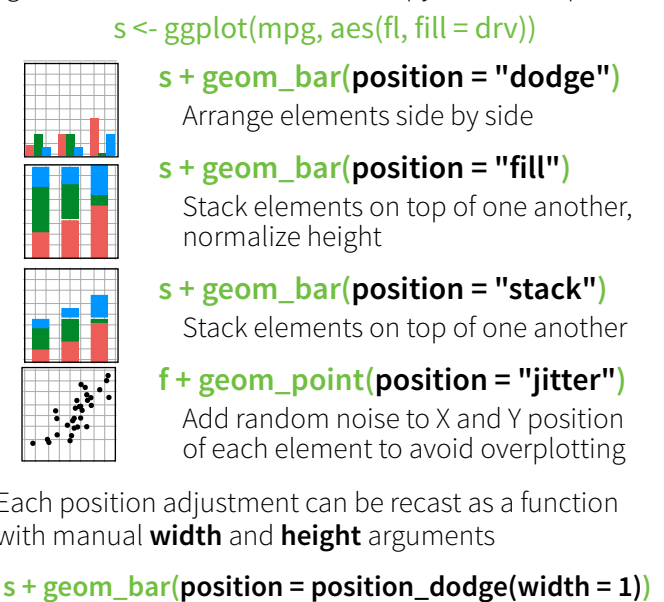 s <- ggplot(mpg, aes(fl, fill = drv))
s + geom_bar(position = "dodge")
Arrange elements side by side
s + geom_bar(position = "fill")
Stack elements on top of one another,
normalize height
s + geom_bar(position = "stack")
Stack elements on top of one another
f + geom_point(position = "jitter")
Add random noise to X and Y position
of each element to avoid overplotting
Each position adjustment can be recast as a function
with manual width and height arguments
s + geom_bar(position = position_dodge(width = 1))